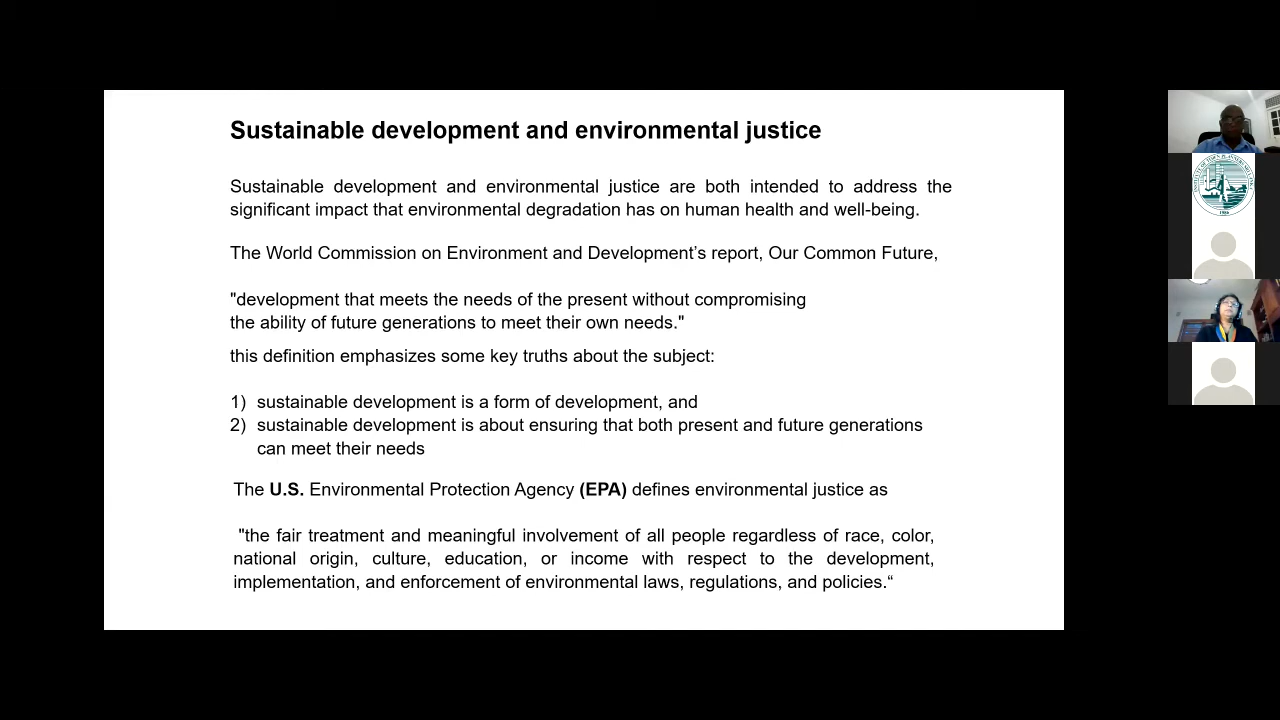 Sustainable development and environmental justice
Sustainable development and environmental justice are both intended to address the
significant impact that environmental degradation has on human health and well-being.
The World Commission on Environment and Development’s report, Our Common Future,
"development that meets the needs of the present without compromising
the ability of future generations to meet their own needs."
this definition emphasizes some key truths about the subject:
1) sustainable development is a form of development, and
2) sustainable development is about ensuring that both present and future generations
can meet their needs
The U.S. Environmental Protection Agency (EPA) defines environmental justice as
"the fair treatment and meaningful involvement of all people regardless of race, color,
national origin, culture, education, or income with respect to the development,
implementation, and enforcement of environmental laws, regulations, and policies.“
1986